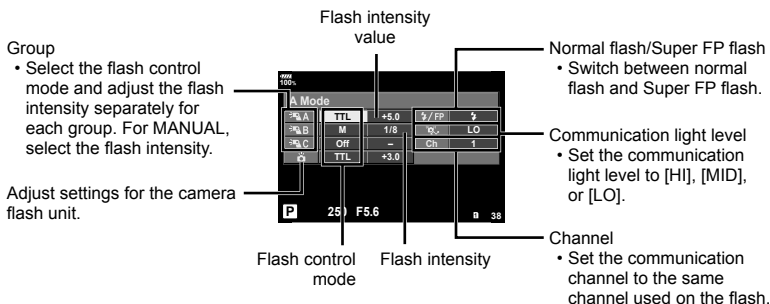 Flash intensity
value
Group
• Select the flash control
mode and adjust the flash
intensity separately for
each group. For MANUAL,
select the flash intensity.
Adjust settings for the camera
flash unit.
100%
A Mode
A TTL +5.0 /FP
B M 1/8 LO
C Off – Ch 1
TTL +3.0
P 250 F5.6 38
Flash control
mode
Flash intensity
Normal flash/Super FP flash
• Switch between normal
flash and Super FP flash.
Communication light level
• Set the communication
light level to [HI], [MID],
or [LO].
Channel
• Set the communication
channel to the same
channel used on the flash.